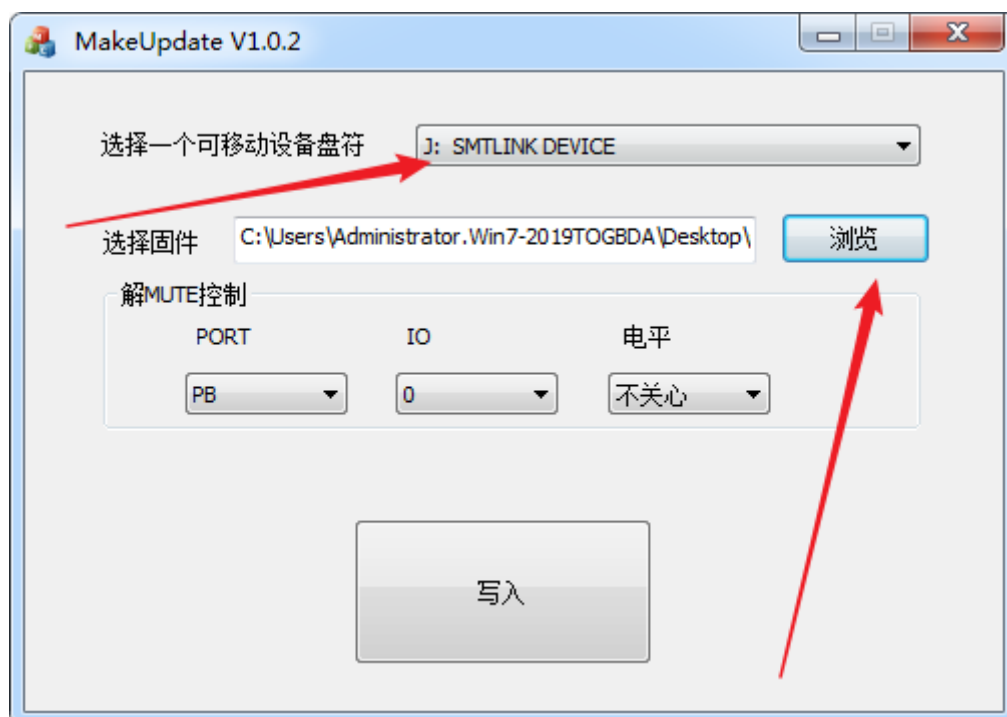 MakeUpdate V1.0.2
选择一个可移动设备盘符 J: SMTLINK DEVICE
选择固件 C:\Users\Administrator.Win7-2019TOGBDA\Desktop\ 浏览
解MUTE控制
PORT IO 电平
PB 0 不关心
写入